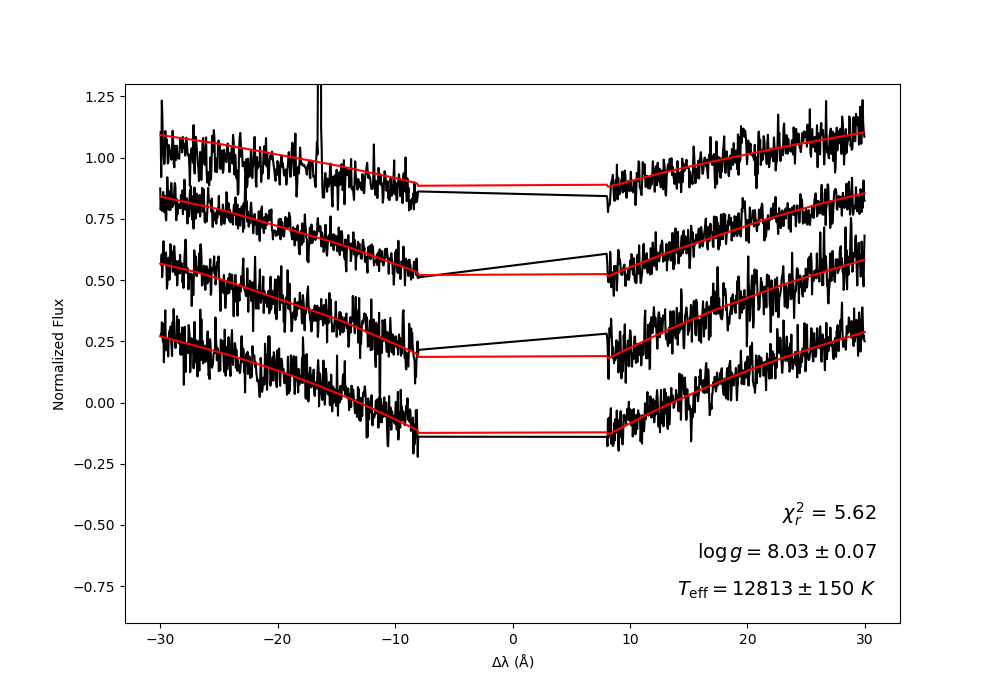 1.25
1.00
0.75
0.50
0.25
0.00
−0.25
−0.50
−0.75
Normalized Flux
χ²ᵣ = 5.62
log g = 8.03 ± 0.07
T_eff = 12813 ± 150 K
−30 −20 −10 0 10 20 30
Δλ (Å)